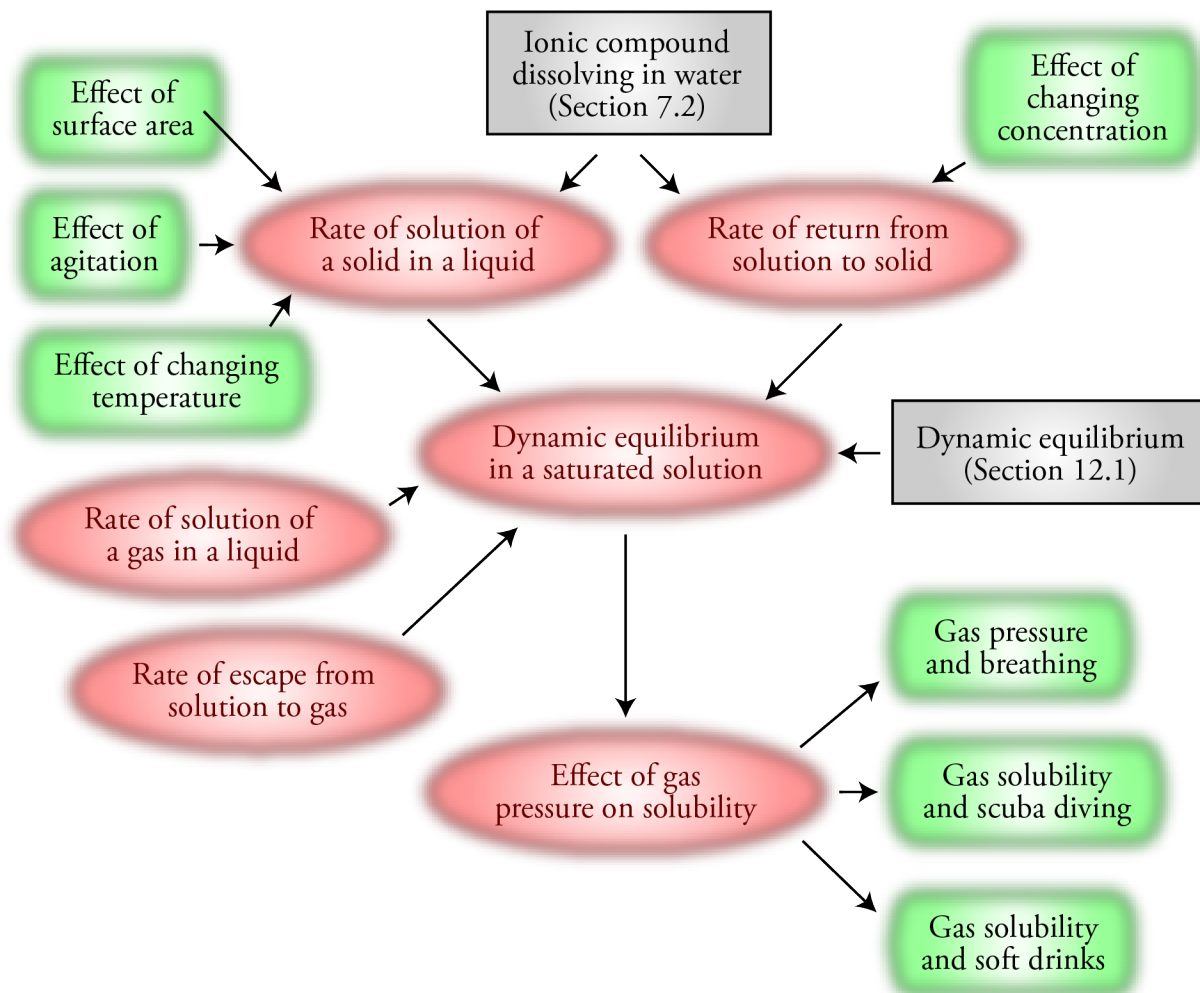 Ionic compound
dissolving in water
(Section 7.2)
Effect of
changing
concentration
Effect of
surface area
Effect of
agitation
Rate of solution of
a solid in a liquid
Rate of return from
solution to solid
Effect of changing
temperature
Dynamic equilibrium
in a saturated solution
Dynamic equilibrium
(Section 12.1)
Rate of solution of
a gas in a liquid
Rate of escape from
solution to gas
Gas pressure
and breathing
Effect of gas
pressure on solubility
Gas solubility
and scuba diving
Gas solubility
and soft drinks